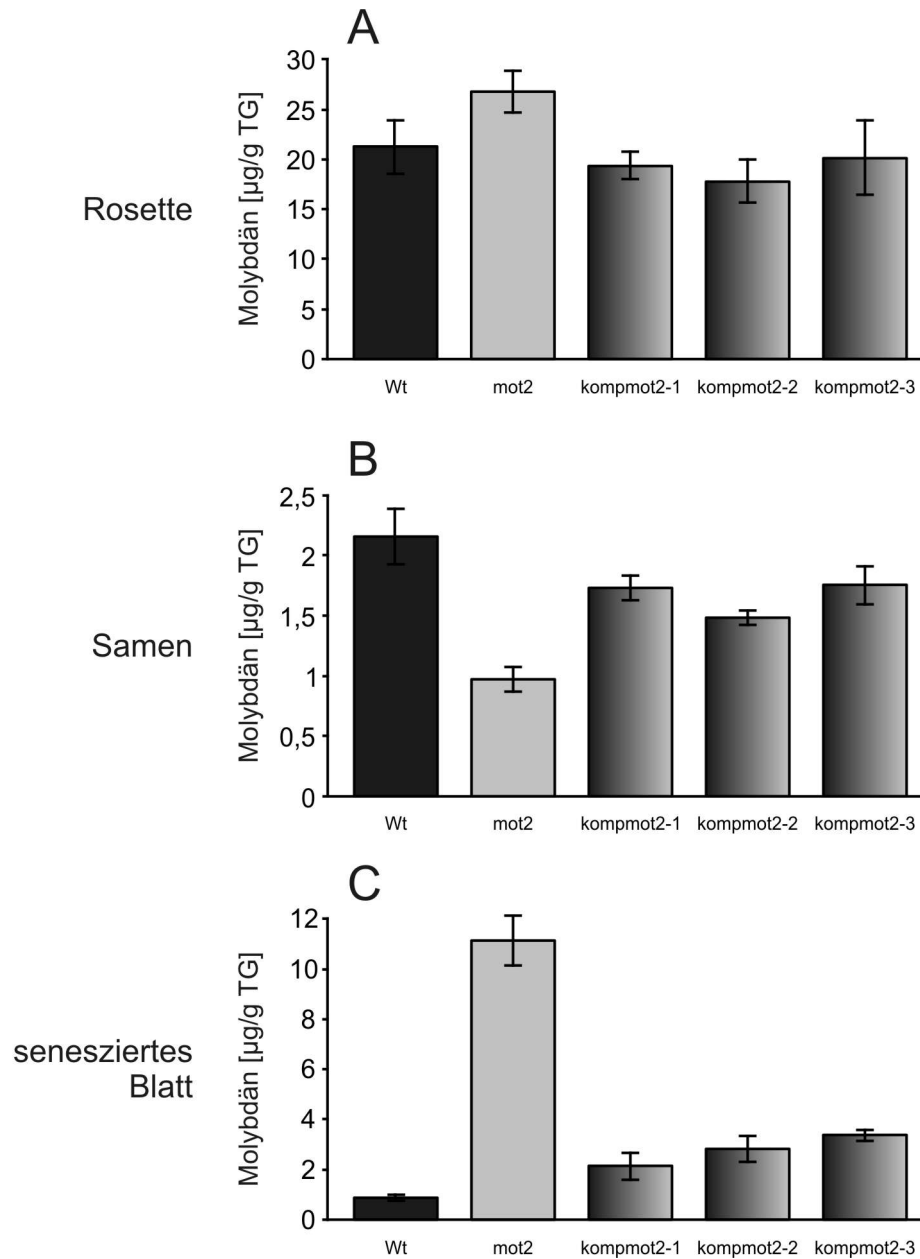 A
Rosette
Molybdän [µg/g TG]
30
25
20
15
10
5
0
Wt mot2 kompmot2-1 kompmot2-2 kompmot2-3
B
Samen
Molybdän [µg/g TG]
2,5
2
1,5
1
0,5
0
Wt mot2 kompmot2-1 kompmot2-2 kompmot2-3
C
senesziertes
Blatt
Molybdän [µg/g TG]
12
10
8
6
4
2
0
Wt mot2 kompmot2-1 kompmot2-2 kompmot2-3